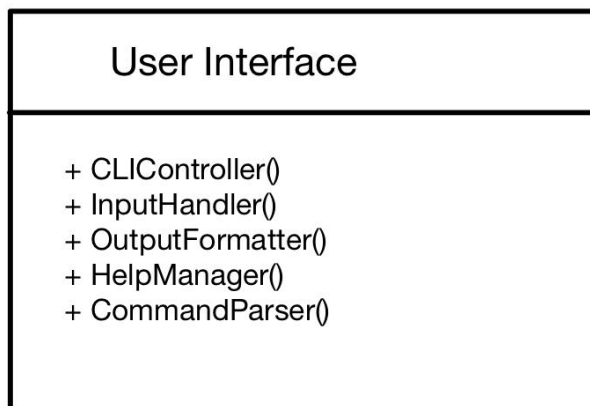 User Interface
+ CLIController()
+ InputHandler()
+ OutputFormatter()
+ HelpManager()
+ CommandParser()